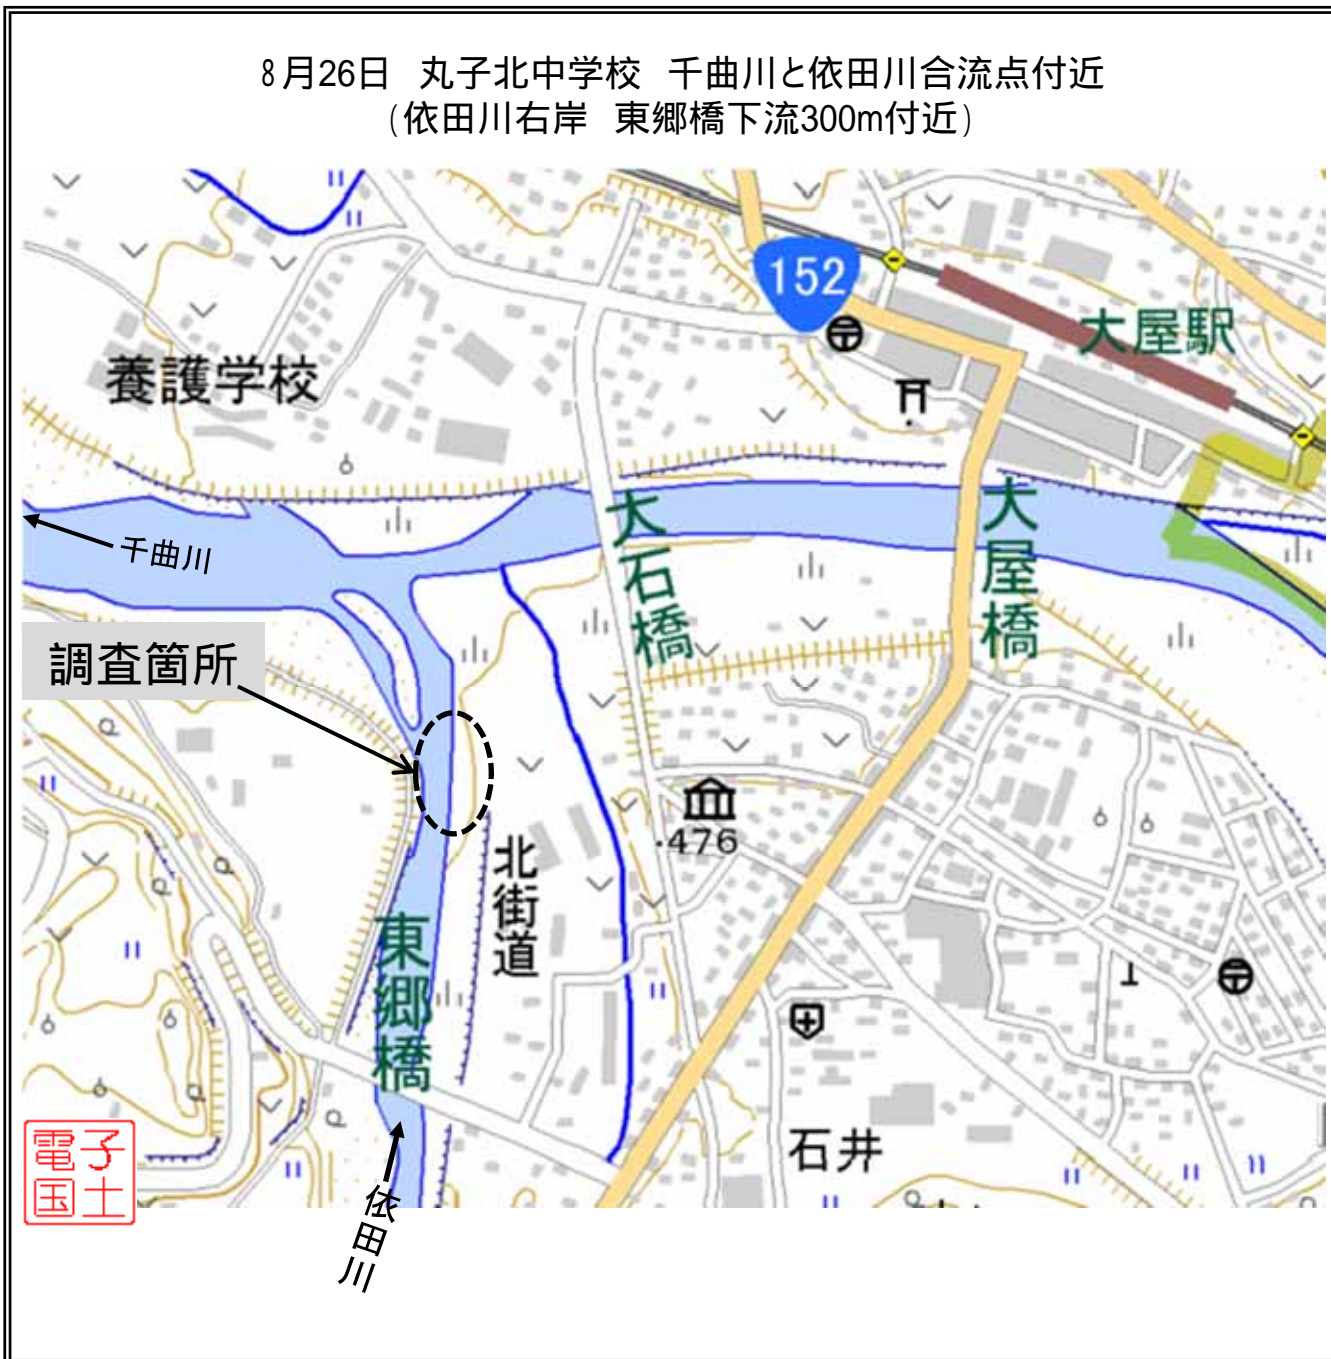 8月26日 丸子北中学校 千曲川と依田川合流点付近
(依田川右岸 東郷橋下流300m付近)
152
大屋駅
養護学校
大石橋
大屋橋
千曲川
調査箇所
476
北街道
東郷橋
石井
電子
国土
依田川